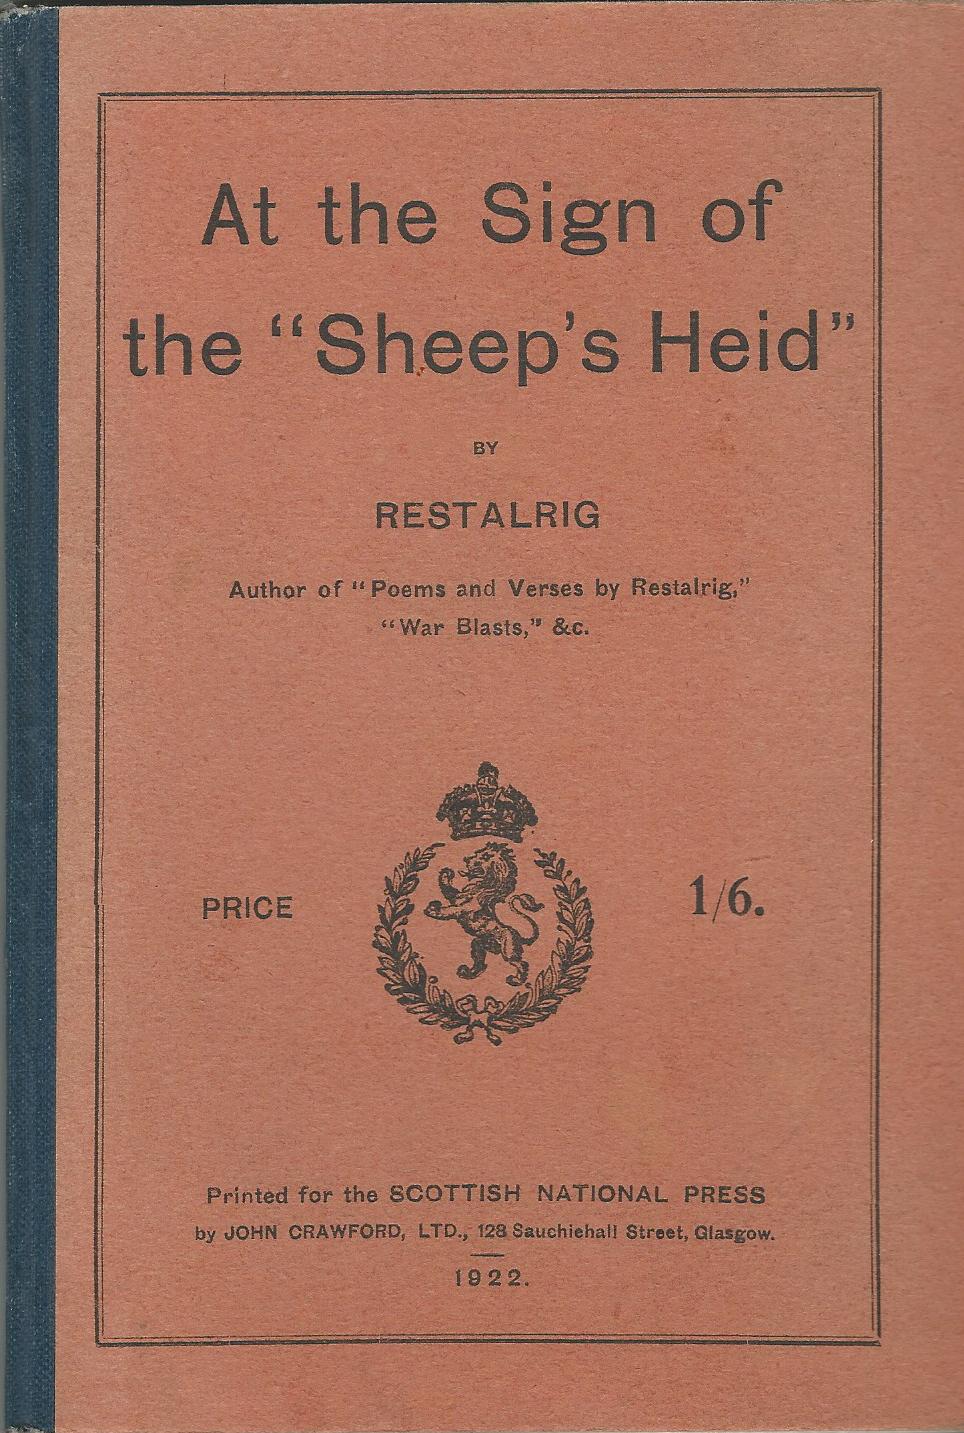 At the Sign of
the “Sheep’s Heid”
BY
RESTALRIG
Author of “Poems and Verses by Restalrig,”
“War Blasts,” &c.
PRICE 1/6.
Printed for the SCOTTISH NATIONAL PRESS
by JOHN CRAWFORD, LTD., 128 Sauchiehall Street, Glasgow.
1922.